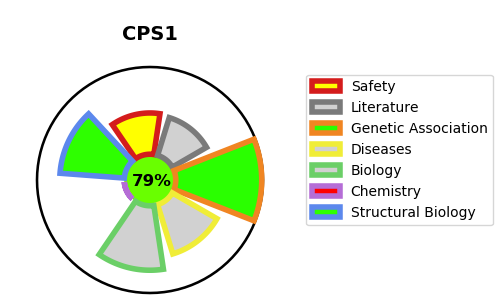 CPS1
79%
Safety
Literature
Genetic Association
Diseases
Biology
Chemistry
Structural Biology